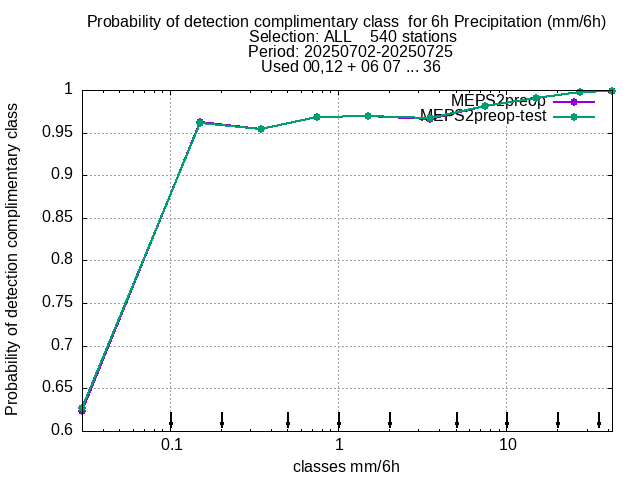 Probability of detection complimentary class  for 6h Precipitation (mm/6h)
Selection: ALL    540 stations
Period: 20250702-20250725
Used 00,12 + 06 07 ... 36
MEPS2preop
MEPS2preop-test
Probability of detection complimentary class
1
0.95
0.9
0.85
0.8
0.75
0.7
0.65
0.6
0.1
1
10
classes mm/6h